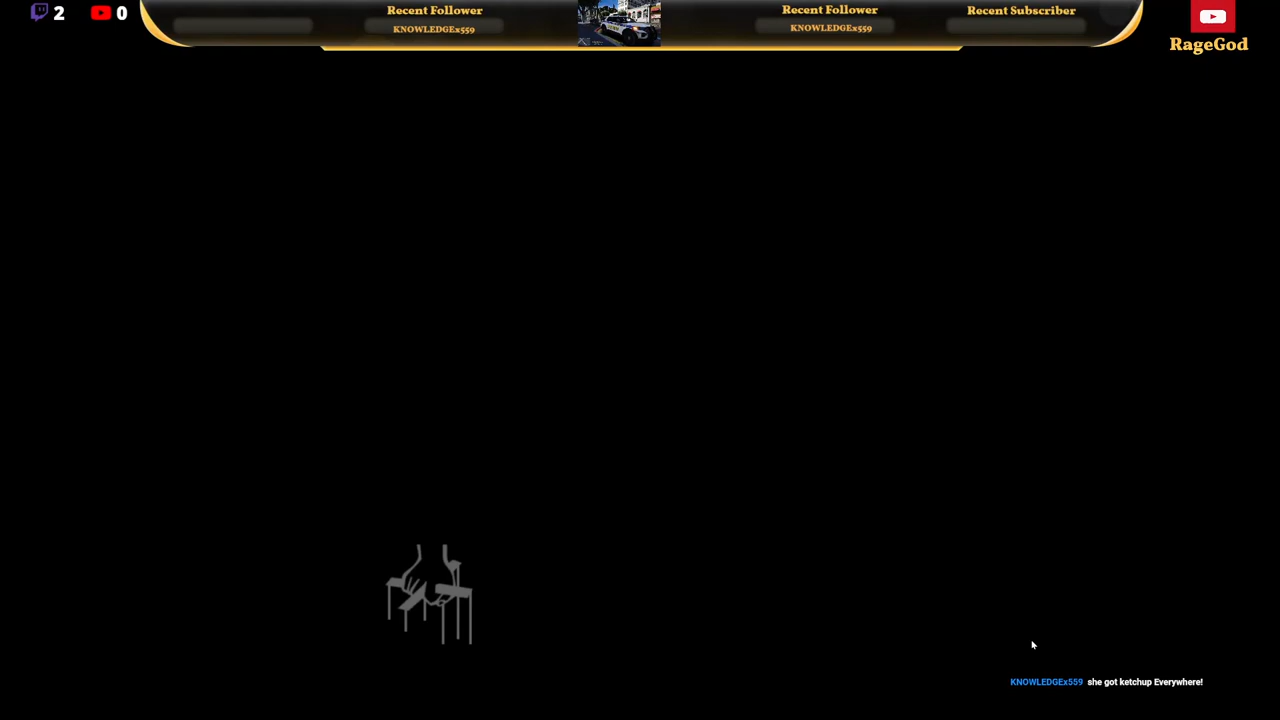 2
0
Recent Follower
KNOWLEDGEx559
Recent Follower
KNOWLEDGEx559
Recent Subscriber
RageGod
KNOWLEDGEx559 she got ketchup Everywhere!